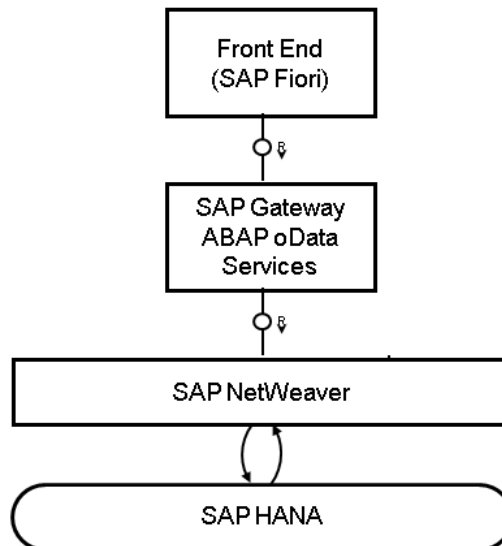 Front End
(SAP Fiori)
R
SAP Gateway
ABAP oData
Services
R
SAP NetWeaver
SAP HANA